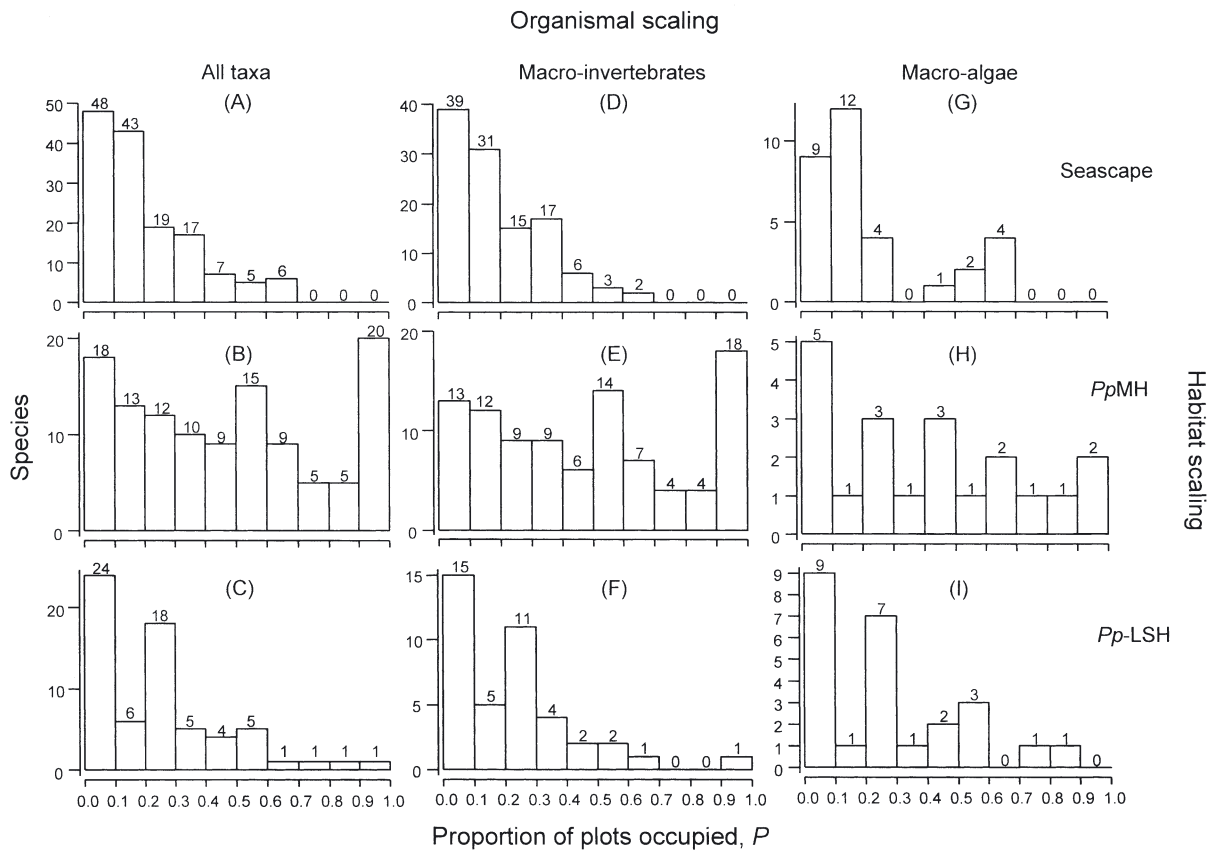 Organismal scaling
All taxa Macro-invertebrates Macro-algae
(A) (D) (G)
50 40 30 20 10 0
48 43 19 17 7 5 6 0 0 0
40 30 20 10 0
39 31 15 17 6 3 2 0 0 0
10 5 0
9 12 4 0 1 2 4 0 0 0
Seascape
(B) (E) (H)
20 10 0
18 13 12 10 9 15 9 5 5 20
20 10 0
13 12 9 9 6 14 7 4 4 18
5 4 3 2 1 0
5 1 3 1 3 1 2 1 1 2
PpMH
(C) (F) (I)
20 10 0
24 6 18 5 4 5 1 1 1 1
15 10 5 0
15 5 11 4 2 2 1 0 0 1
9 8 7 6 5 4 3 2 1 0
9 1 7 1 2 3 0 1 1 0
Pp-LSH
0.0 0.1 0.2 0.3 0.4 0.5 0.6 0.7 0.8 0.9 1.0
0.0 0.1 0.2 0.3 0.4 0.5 0.6 0.7 0.8 0.9 1.0
0.0 0.1 0.2 0.3 0.4 0.5 0.6 0.7 0.8 0.9 1.0
Species
Habitat scaling
Proportion of plots occupied, P